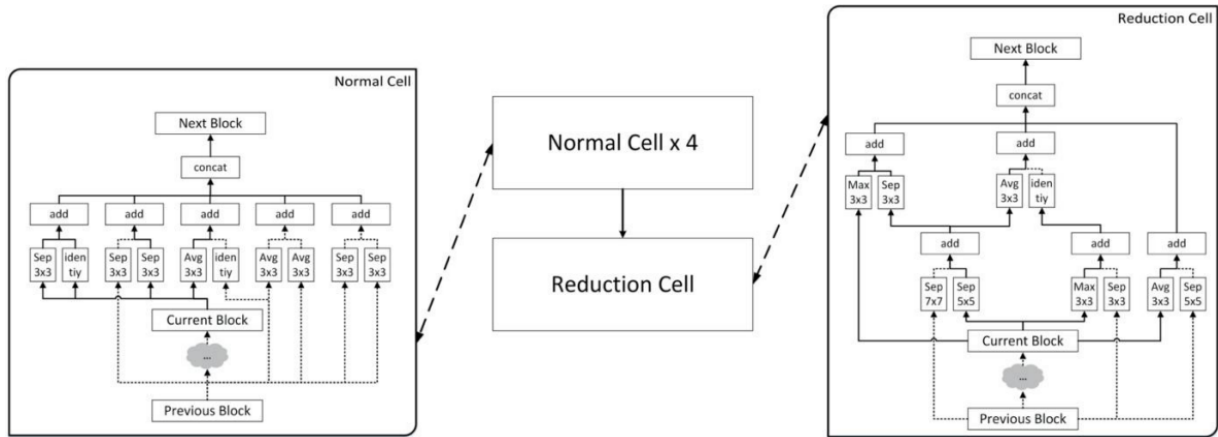 Normal Cell
Next Block
concat
add
add
add
add
add
Sep
3x3
iden
tiy
Sep
3x3
Sep
3x3
Avg
3x3
iden
tiy
Avg
3x3
Avg
3x3
Sep
3x3
Sep
3x3
Current Block
...
Previous Block
Normal Cell x 4
Reduction Cell
Reduction Cell
Next Block
concat
add
add
Max
3x3
Sep
3x3
Avg
3x3
iden
tiy
add
add
add
Sep
7x7
Sep
5x5
Max
3x3
Sep
3x3
Avg
3x3
Sep
5x5
Current Block
...
Previous Block